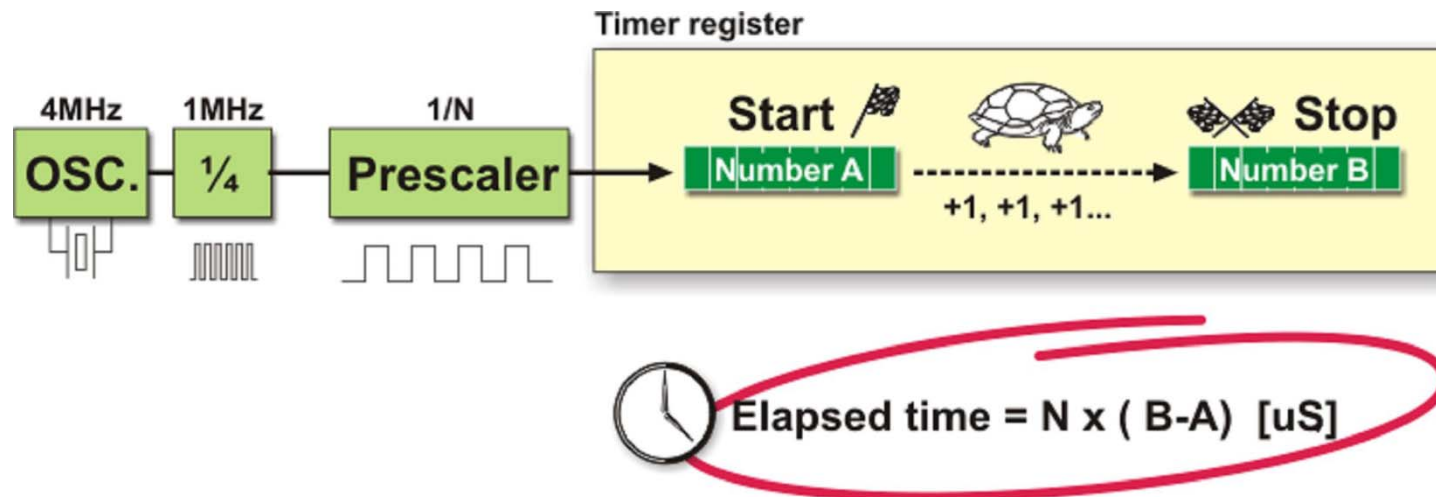 Timer register
4MHz
1MHz
1/N
OSC.
¼
Prescaler
Start
Stop
Number A
Number B
+1, +1, +1...
Elapsed time = N x ( B-A) [uS]